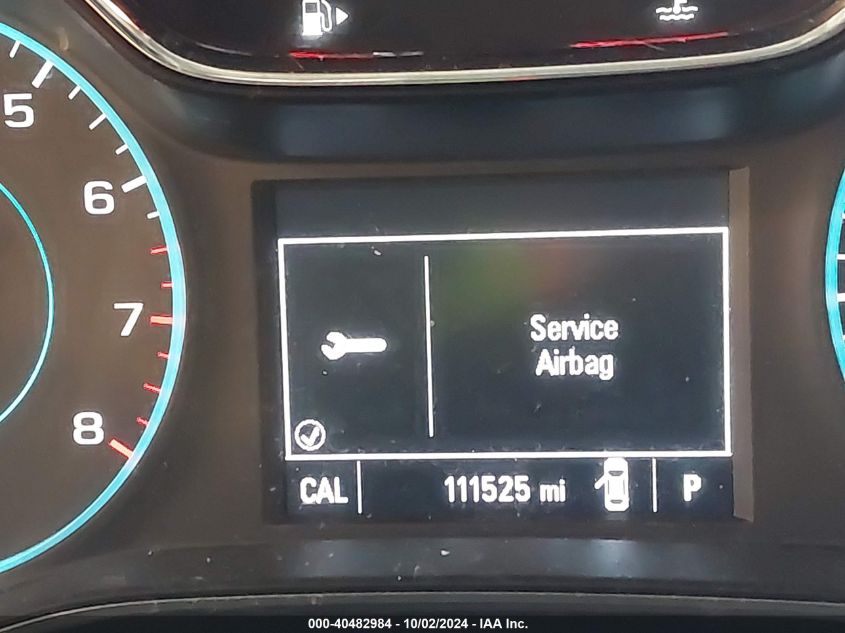 5
6
7
8
Service
Airbag
CAL 111525 mi P
000-40482984 - 10/02/2024 - IAA Inc.